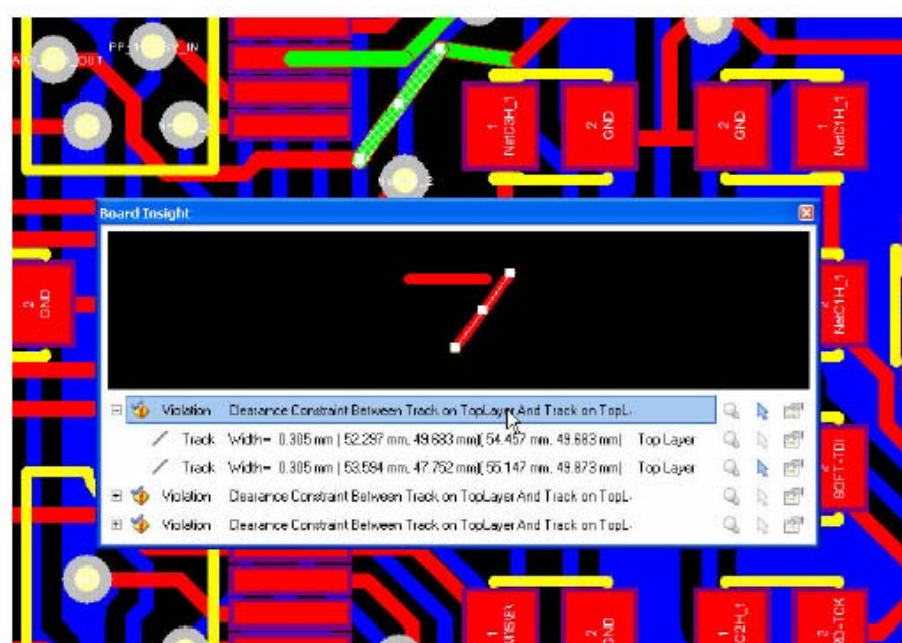 1
NetC3H_1
2
GND
2
GND
1
NetC1H_1
Board Insight
2
GND
NetC1H_1
Violation Clearance Constraint Between Track on TopLayer And Track on TopL
Track Width= 0.305 mm | 52.297 mm, 49.683 mm|[ 54.457 mm, 49.683 mm| Top Layer
Track Width= 0.305 mm | 53.594 mm, 47.752 mm|[ 55.147 mm, 49.873 mm| Top Layer
Violation Clearance Constraint Between Track on TopLayer And Track on TopL
Violation Clearance Constraint Between Track on TopLayer And Track on TopL
SOFT-TDI
1
2